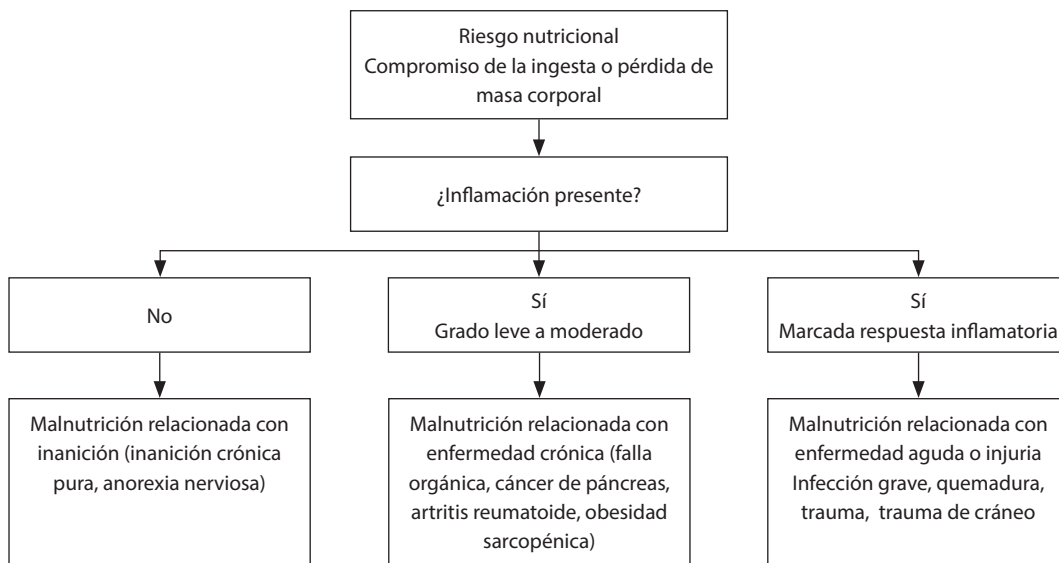 Riesgo nutricional
Compromiso de la ingesta o pérdida de
masa corporal
¿Inflamación presente?
No
Sí
Grado leve a moderado
Sí
Marcada respuesta inflamatoria
Malnutrición relacionada con
inanición (inanición crónica
pura, anorexia nerviosa)
Malnutrición relacionada con
enfermedad crónica (falla
orgánica, cáncer de páncreas,
artritis reumatoide, obesidad
sarcopénica)
Malnutrición relacionada con
enfermedad aguda o injuria
Infección grave, quemadura,
trauma, trauma de cráneo